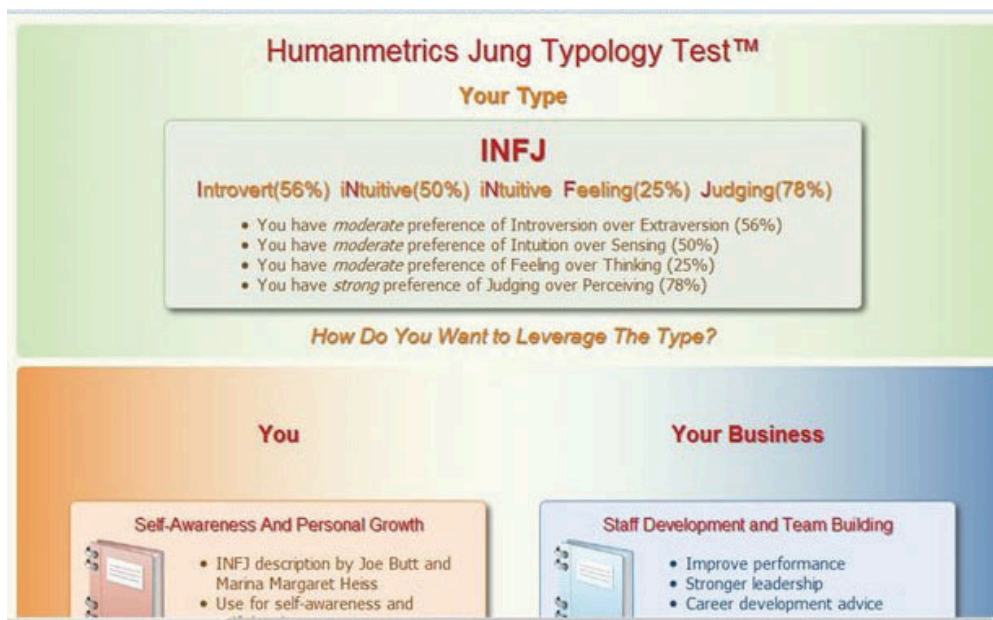 Humanmetrics Jung Typology Test™
Your Type
INFJ
Introvert(56%) iNtuitive(50%) iNtuitive Feeling(25%) Judging(78%)
• You have moderate preference of Introversion over Extraversion (56%)
• You have moderate preference of Intuition over Sensing (50%)
• You have moderate preference of Feeling over Thinking (25%)
• You have strong preference of Judging over Perceiving (78%)
How Do You Want to Leverage The Type?
You
Self-Awareness And Personal Growth
• INFJ description by Joe Butt and
Marina Margaret Heiss
• Use for self-awareness and
Your Business
Staff Development and Team Building
• Improve performance
• Stronger leadership
• Career development advice